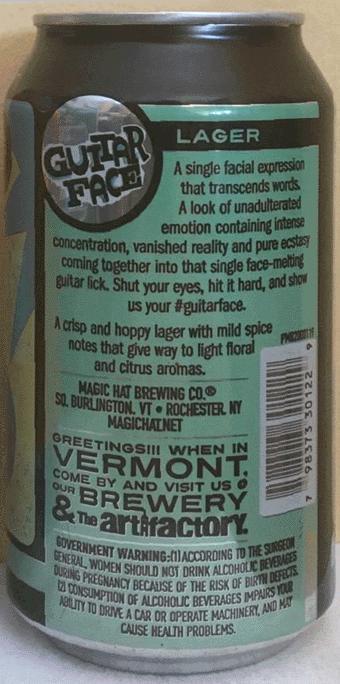 GUITAR
FACE
LAGER
A single facial expression
that transcends words.
A look of unadulterated
emotion containing intense
concentration, vanished reality and pure ecstasy
coming together into that single face-melting
guitar lick. Shut your eyes, hit it hard, and show
us your #guitarface.
A crisp and hoppy lager with mild spice
notes that give way to light floral
and citrus aromas.
MAGIC HAT BREWING CO.®
SO. BURLINGTON, VT • ROCHESTER, NY
MAGICHAT.NET
GREETINGS!!! WHEN IN
VERMONT,
COME BY AND VISIT US @
OUR BREWERY
& THE artifactory.
GOVERNMENT WARNING:(1)ACCORDING TO THE SURGEON
GENERAL, WOMEN SHOULD NOT DRINK ALCOHOLIC BEVERAGES
DURING PREGNANCY BECAUSE OF THE RISK OF BIRTH DEFECTS.
(2) CONSUMPTION OF ALCOHOLIC BEVERAGES IMPAIRS YOUR
ABILITY TO DRIVE A CAR OR OPERATE MACHINERY, AND MAY
CAUSE HEALTH PROBLEMS.
7 98373 30122 9